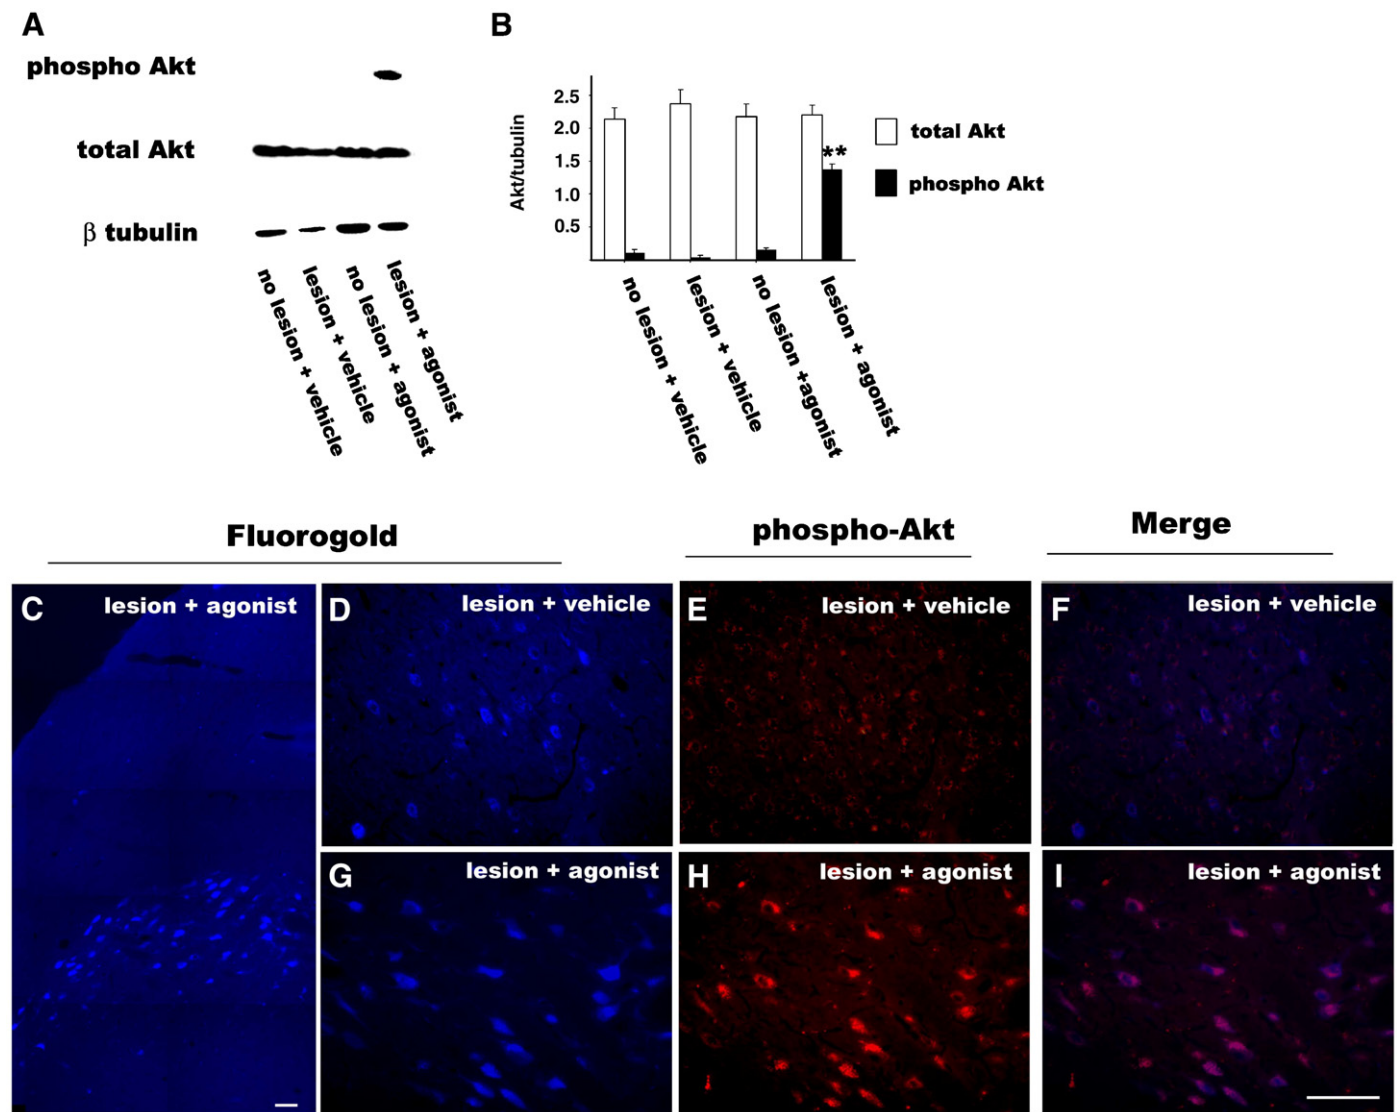 A
phospho Akt
total Akt
β tubulin
no lesion + vehicle
lesion + vehicle
no lesion + agonist
lesion + agonist
B
Akt/tubulin
2.5
2.0
1.5
1.0
0.5
**
total Akt
phospho Akt
no lesion + vehicle
lesion + vehicle
no lesion +agonist
lesion + agonist
Fluorogold
phospho-Akt
Merge
C lesion + agonist
D lesion + vehicle
E lesion + vehicle
F lesion + vehicle
G lesion + agonist
H lesion + agonist
I lesion + agonist